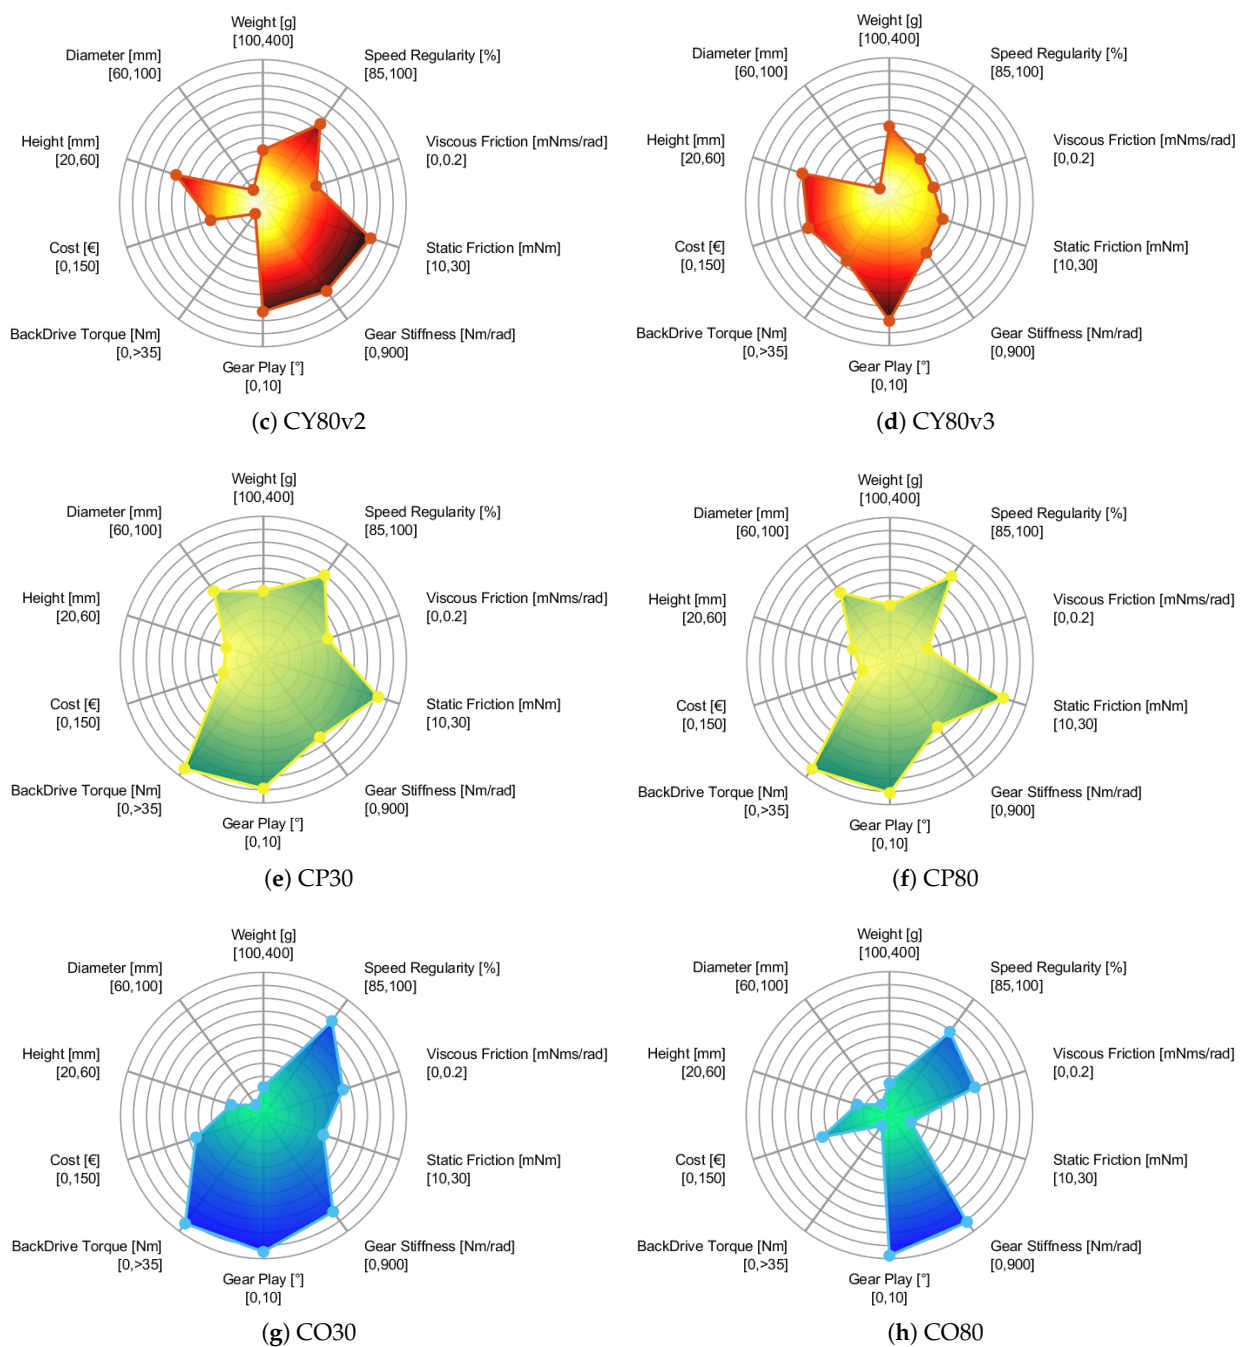 Weight [g]
[100,400]
Diameter [mm]
[60,100]
Speed Regularity [%]
[85,100]
Height [mm]
[20,60]
Viscous Friction [mNms/rad]
[0,0.2]
Cost [€]
[0,150]
Static Friction [mNm]
[10,30]
BackDrive Torque [Nm]
[0,>35]
Gear Stiffness [Nm/rad]
[0,900]
Gear Play [°]
[0,10]
(c) CY80v2
Weight [g]
[100,400]
Diameter [mm]
[60,100]
Speed Regularity [%]
[85,100]
Height [mm]
[20,60]
Viscous Friction [mNms/rad]
[0,0.2]
Cost [€]
[0,150]
Static Friction [mNm]
[10,30]
BackDrive Torque [Nm]
[0,>35]
Gear Stiffness [Nm/rad]
[0,900]
Gear Play [°]
[0,10]
(d) CY80v3
Weight [g]
[100,400]
Diameter [mm]
[60,100]
Speed Regularity [%]
[85,100]
Height [mm]
[20,60]
Viscous Friction [mNms/rad]
[0,0.2]
Cost [€]
[0,150]
Static Friction [mNm]
[10,30]
BackDrive Torque [Nm]
[0,>35]
Gear Stiffness [Nm/rad]
[0,900]
Gear Play [°]
[0,10]
(e) CP30
Weight [g]
[100,400]
Diameter [mm]
[60,100]
Speed Regularity [%]
[85,100]
Height [mm]
[20,60]
Viscous Friction [mNms/rad]
[0,0.2]
Cost [€]
[0,150]
Static Friction [mNm]
[10,30]
BackDrive Torque [Nm]
[0,>35]
Gear Stiffness [Nm/rad]
[0,900]
Gear Play [°]
[0,10]
(f) CP80
Weight [g]
[100,400]
Diameter [mm]
[60,100]
Speed Regularity [%]
[85,100]
Height [mm]
[20,60]
Viscous Friction [mNms/rad]
[0,0.2]
Cost [€]
[0,150]
Static Friction [mNm]
[10,30]
BackDrive Torque [Nm]
[0,>35]
Gear Stiffness [Nm/rad]
[0,900]
Gear Play [°]
[0,10]
(g) CO30
Weight [g]
[100,400]
Diameter [mm]
[60,100]
Speed Regularity [%]
[85,100]
Height [mm]
[20,60]
Viscous Friction [mNms/rad]
[0,0.2]
Cost [€]
[0,150]
Static Friction [mNm]
[10,30]
BackDrive Torque [Nm]
[0,>35]
Gear Stiffness [Nm/rad]
[0,900]
Gear Play [°]
[0,10]
(h) CO80